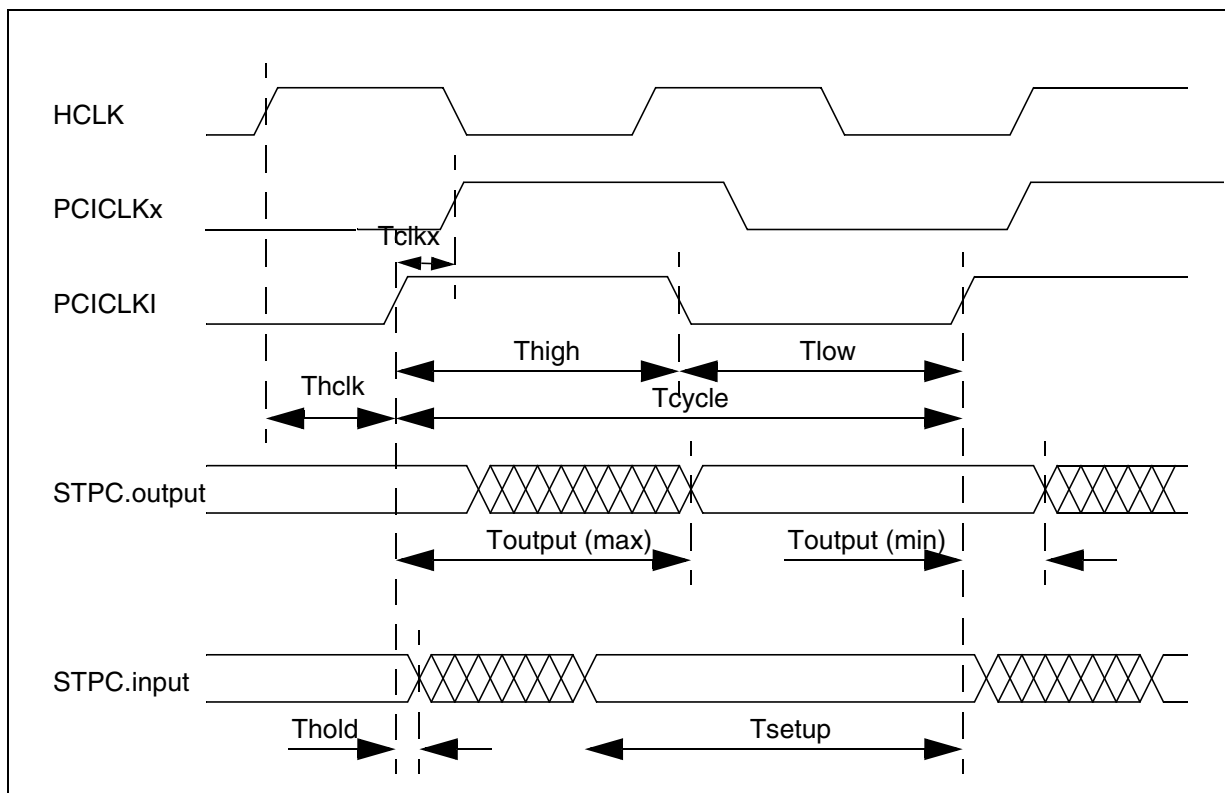 HCLK
PCICLKx
Tclkx
PCICLKI
Thigh
Tlow
Thclk
Tcycle
STPC.output
Toutput (max)
Toutput (min)
STPC.input
Thold
Tsetup